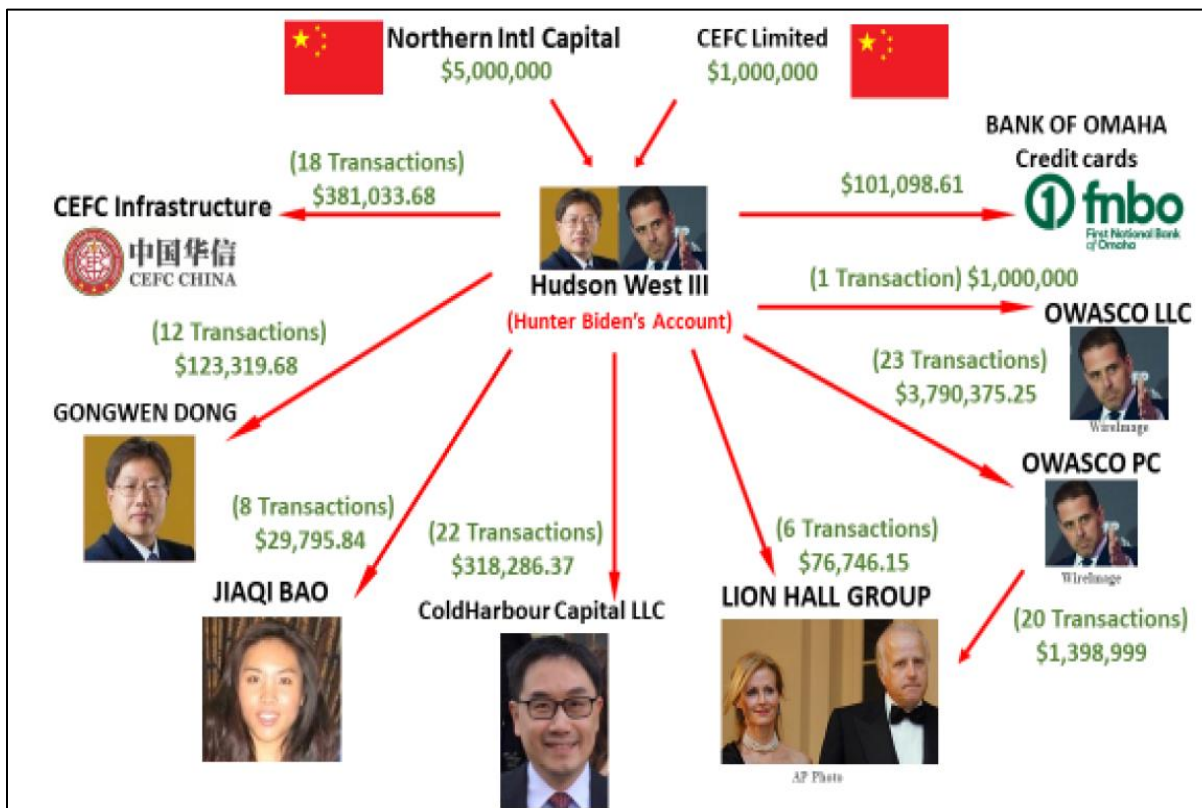 Northern Intl Capital
$5,000,000
CEFC Limited
$1,000,000
BANK OF OMAHA
Credit cards
fnbo
First National Bank
of Omaha
$101,098.61
(18 Transactions)
$381,033.68
CEFC Infrastructure
中国华信
CEFC CHINA
Hudson West III
(Hunter Biden's Account)
(1 Transaction) $1,000,000
OWASCO LLC
WireImage
(23 Transactions)
$3,790,375.25
OWASCO PC
WireImage
(12 Transactions)
$123,319.68
GONGWEN DONG
(8 Transactions)
$29,795.84
JIAQI BAO
(22 Transactions)
$318,286.37
ColdHarbour Capital LLC
(6 Transactions)
$76,746.15
LION HALL GROUP
AP Photo
(20 Transactions)
$1,398,999